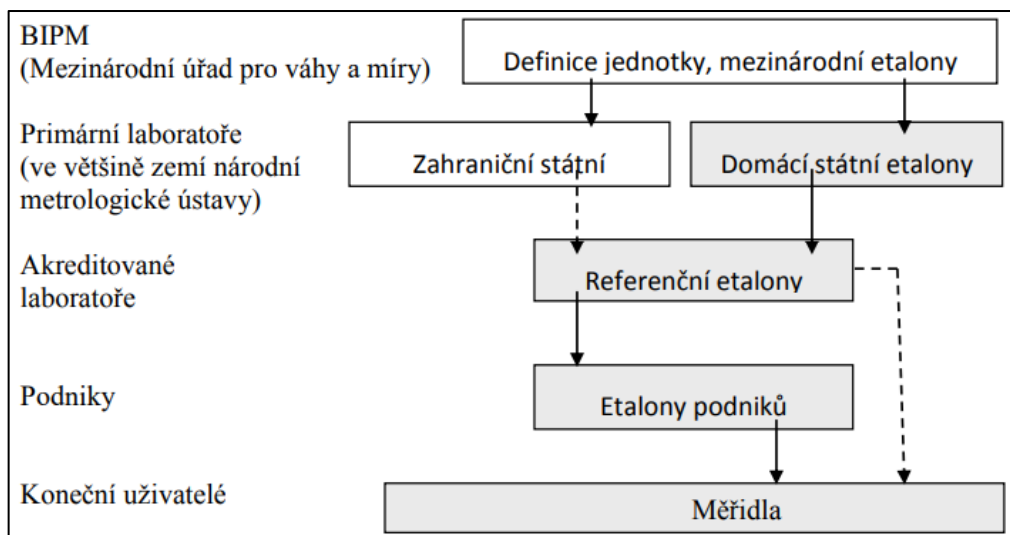 BIPM
(Mezinárodní úřad pro váhy a míry)
Definice jednotky, mezinárodní etalony
Primární laboratoře
(ve většině zemí národní
metrologické ústavy)
Zahraniční státní
Domácí státní etalony
Akreditované
laboratoře
Referenční etalony
Podniky
Etalony podniků
Koneční uživatelé
Měřidla